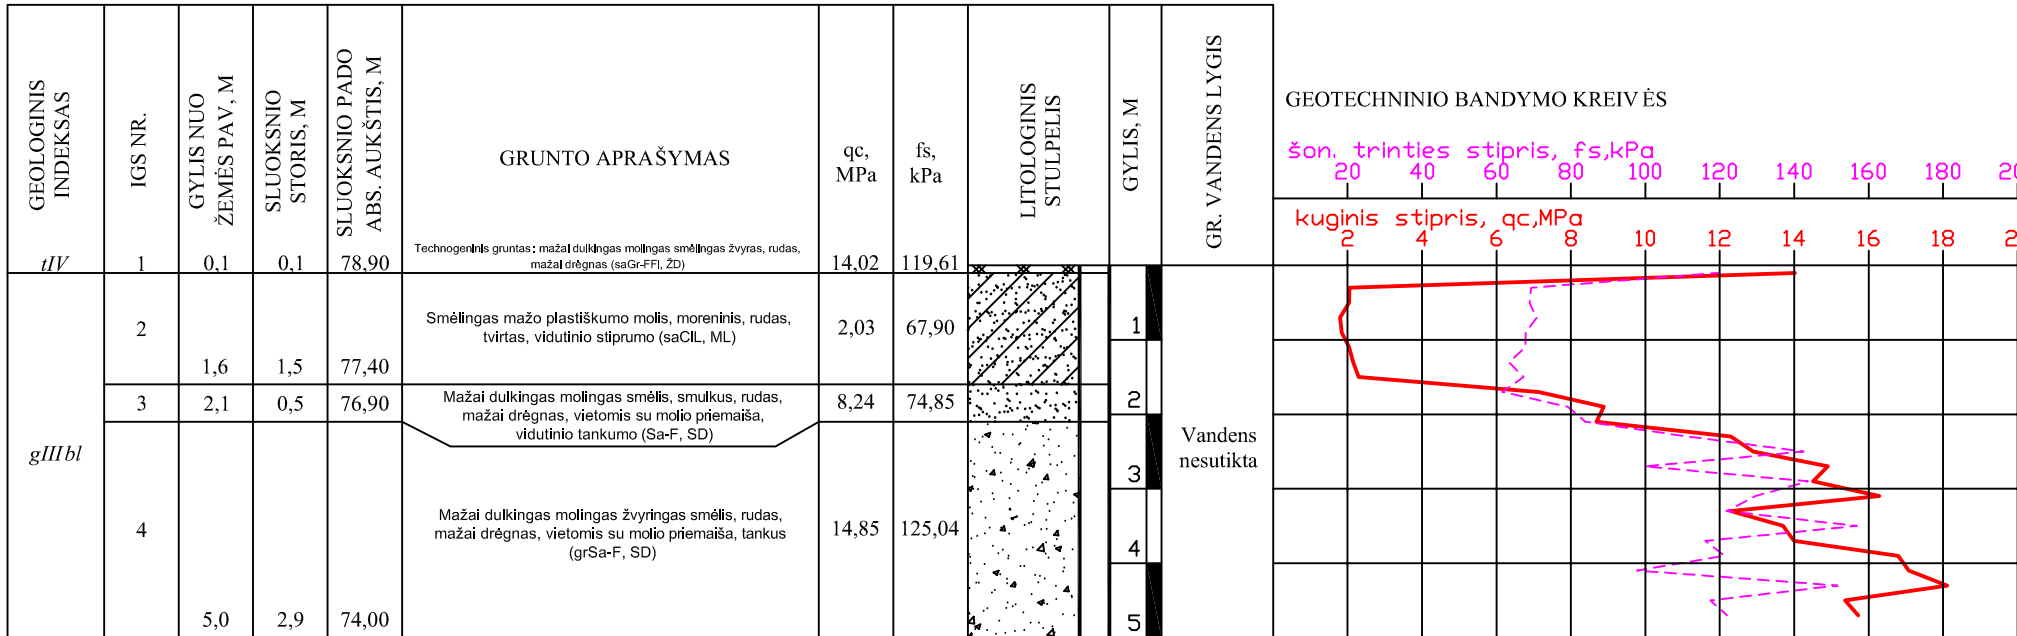 GEOLOGINIS
INDEKSAS
IGS NR.
GYLIS NUO
ŽEMĖS PAV, M
SLUOKSNIO
STORIS, M
SLUOKSNIO PADO
ABS. AUKŠTIS, M
GRUNTO APRAŠYMAS
qc,
MPa
fs,
kPa
LITOLOGINIS
STULPELIS
GYLIS, M
GR. VANDENS LYGIS
GEOTECHNINIO BANDYMO KREIVĖS
šon. trinties stipris, fs,kPa
20 40 60 80 100 120 140 160 180 20
kuginis stipris, qc,MPa
2 4 6 8 10 12 14 16 18 2
tIV
1
0,1
0,1
78,90
Technogeninis gruntas: mažai dulkingas molingas smėlingas žvyras, rudas,
mažai drėgnas (saGr-FFl, ŽD)
14,02
119,61
gIIIbl
2
1,6
1,5
77,40
Smėlingas mažo plastiškumo molis, moreninis, rudas,
tvirtas, vidutinio stiprumo (saClL, ML)
2,03
67,90
3
2,1
0,5
76,90
Mažai dulkingas molingas smėlis, smulkus, rudas,
mažai drėgnas, vietomis su molio priemaiša,
vidutinio tankumo (Sa-F, SD)
8,24
74,85
4
5,0
2,9
74,00
Mažai dulkingas molingas žvyringas smėlis, rudas,
mažai drėgnas, vietomis su molio priemaiša, tankus
(grSa-F, SD)
14,85
125,04
1
2
3
4
5
Vandens
nesutikta